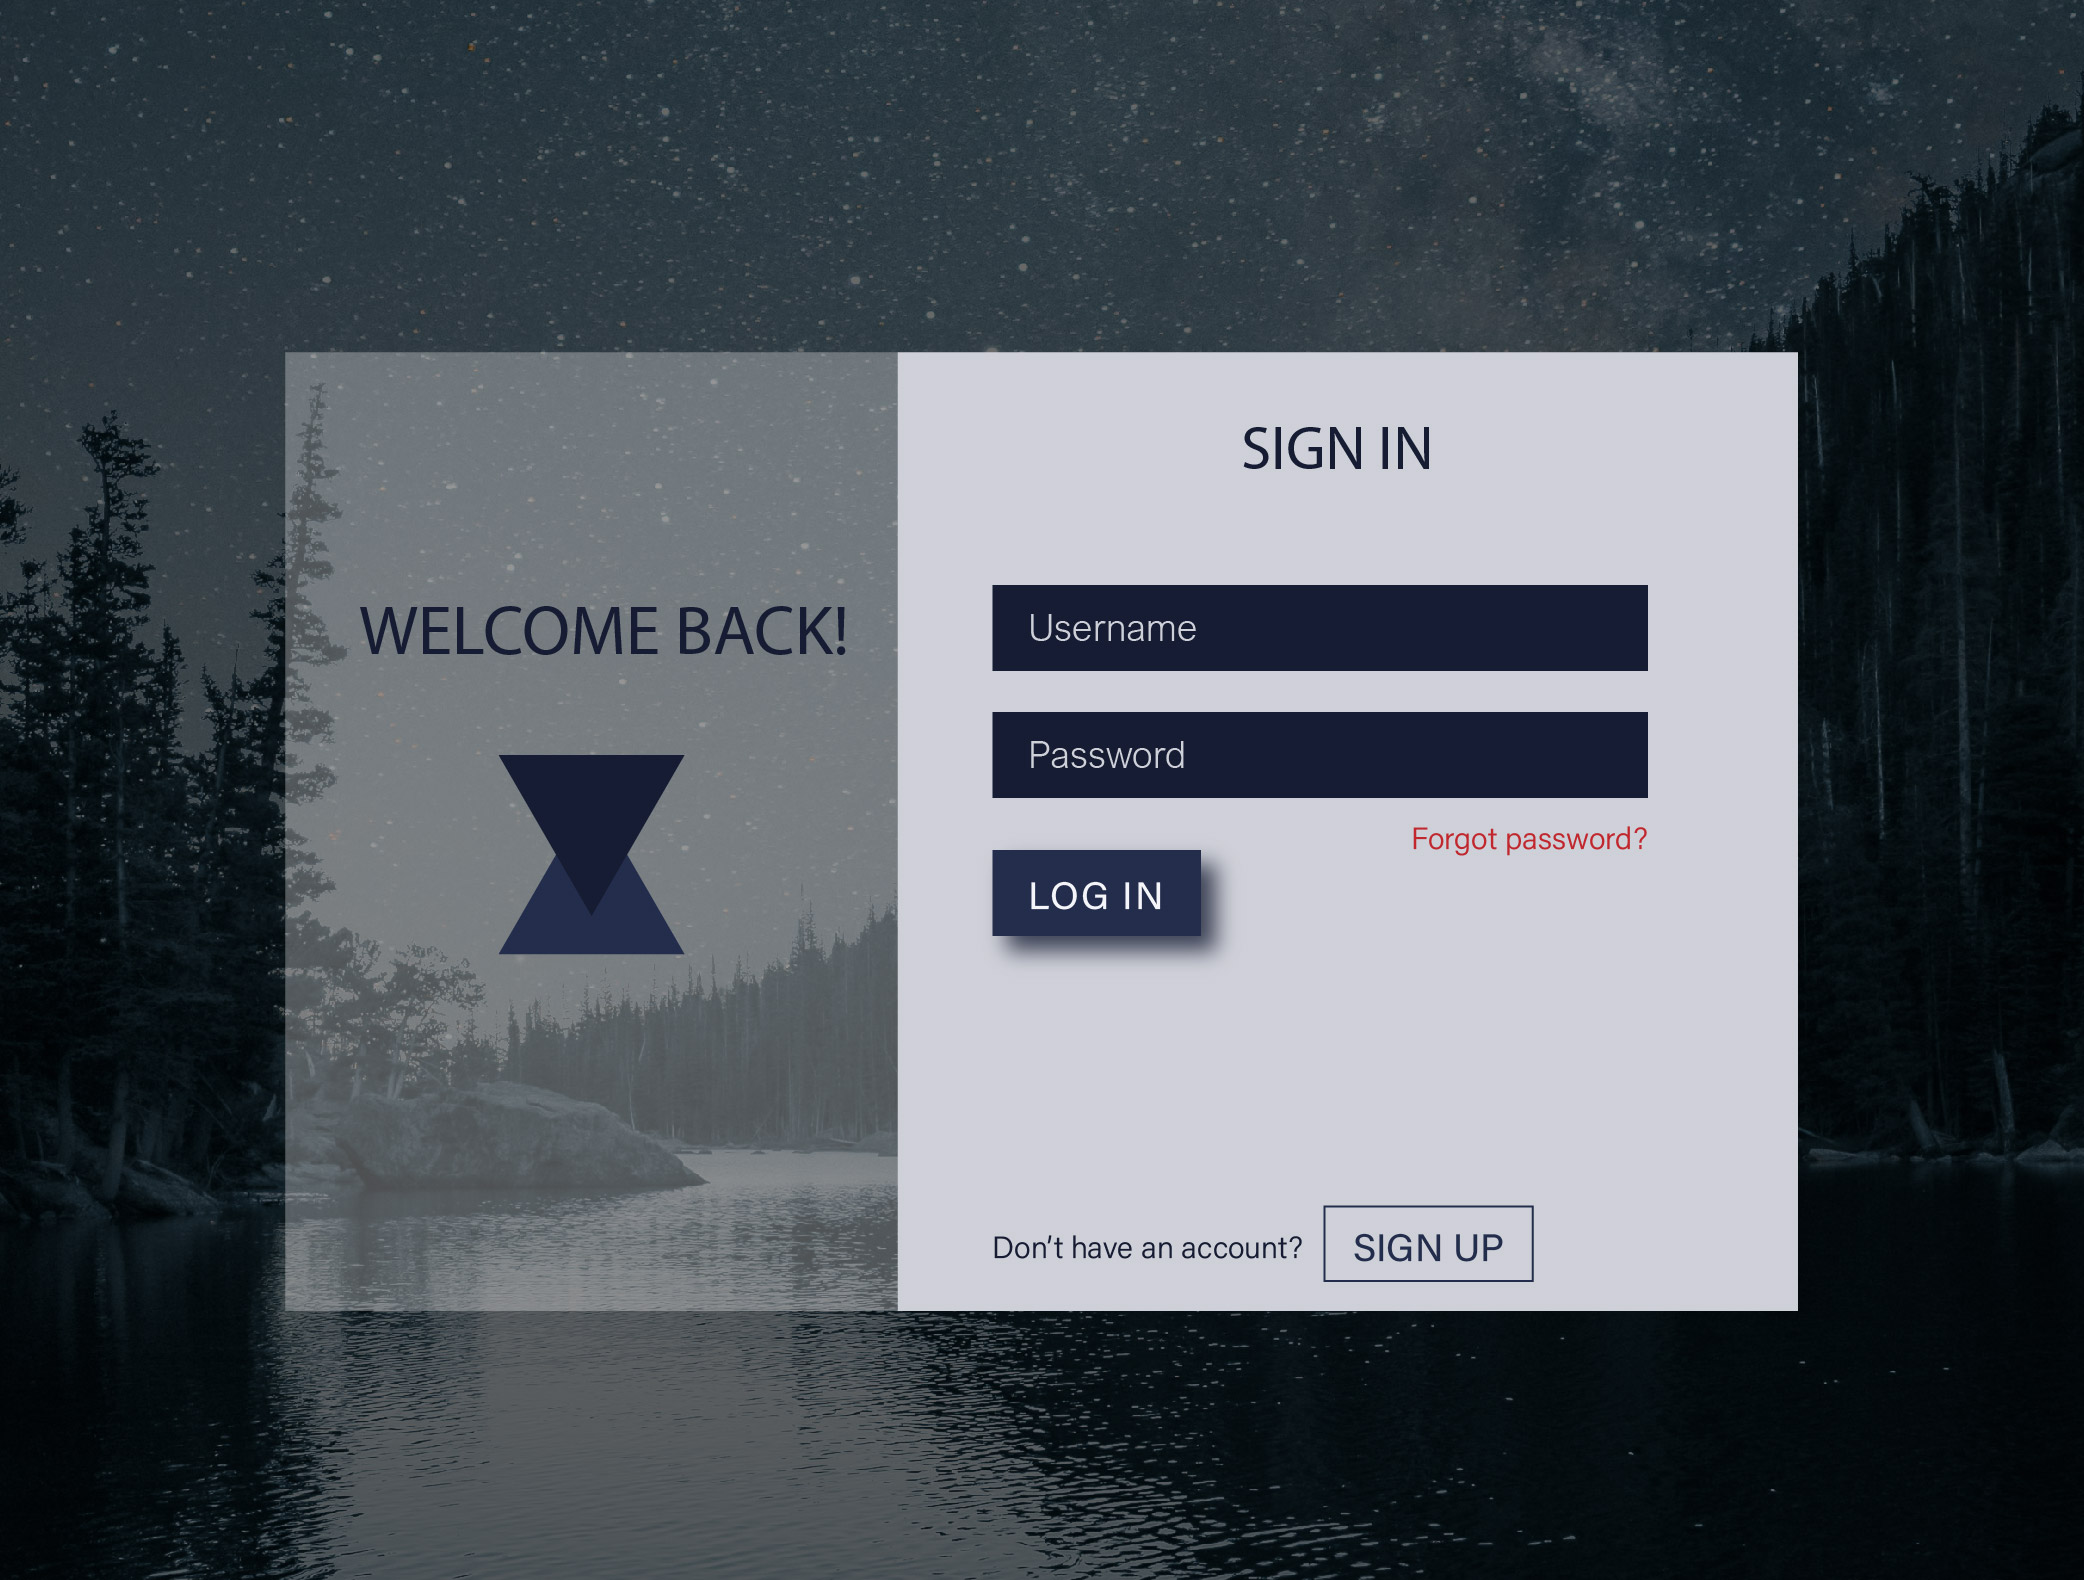 WELCOME BACK!
SIGN IN
Username
Password
Forgot password?
LOG IN
Don't have an account?
SIGN UP